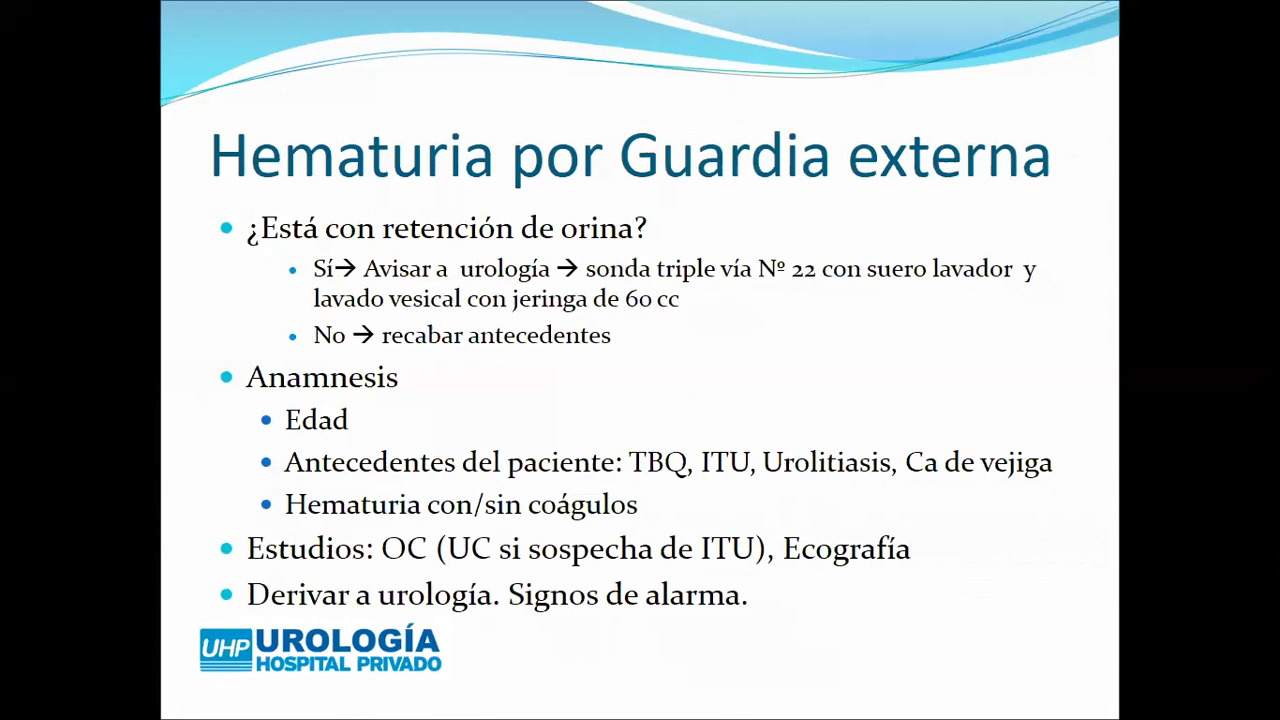 Hematuria por Guardia externa
• ¿Está con retención de orina?
• Sí→ Avisar a urología → sonda triple vía Nº 22 con suero lavador y
lavado vesical con jeringa de 60 cc
• No → recabar antecedentes
• Anamnesis
• Edad
• Antecedentes del paciente: TBQ, ITU, Urolitiasis, Ca de vejiga
• Hematuria con/sin coágulos
• Estudios: OC (UC si sospecha de ITU), Ecografía
• Derivar a urología. Signos de alarma.
UHP UROLOGÍA
HOSPITAL PRIVADO